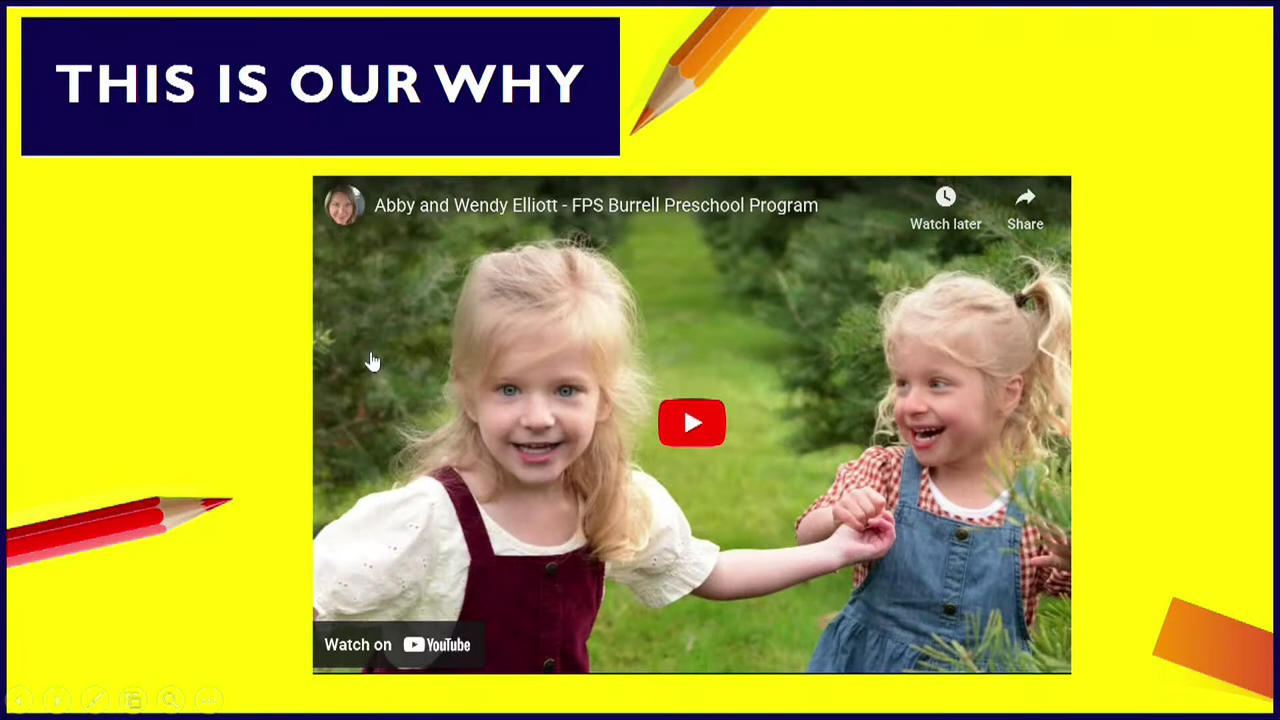 THIS IS OUR WHY
Abby and Wendy Elliott - FPS Burrell Preschool Program
Watch later
Share
Watch on YouTube